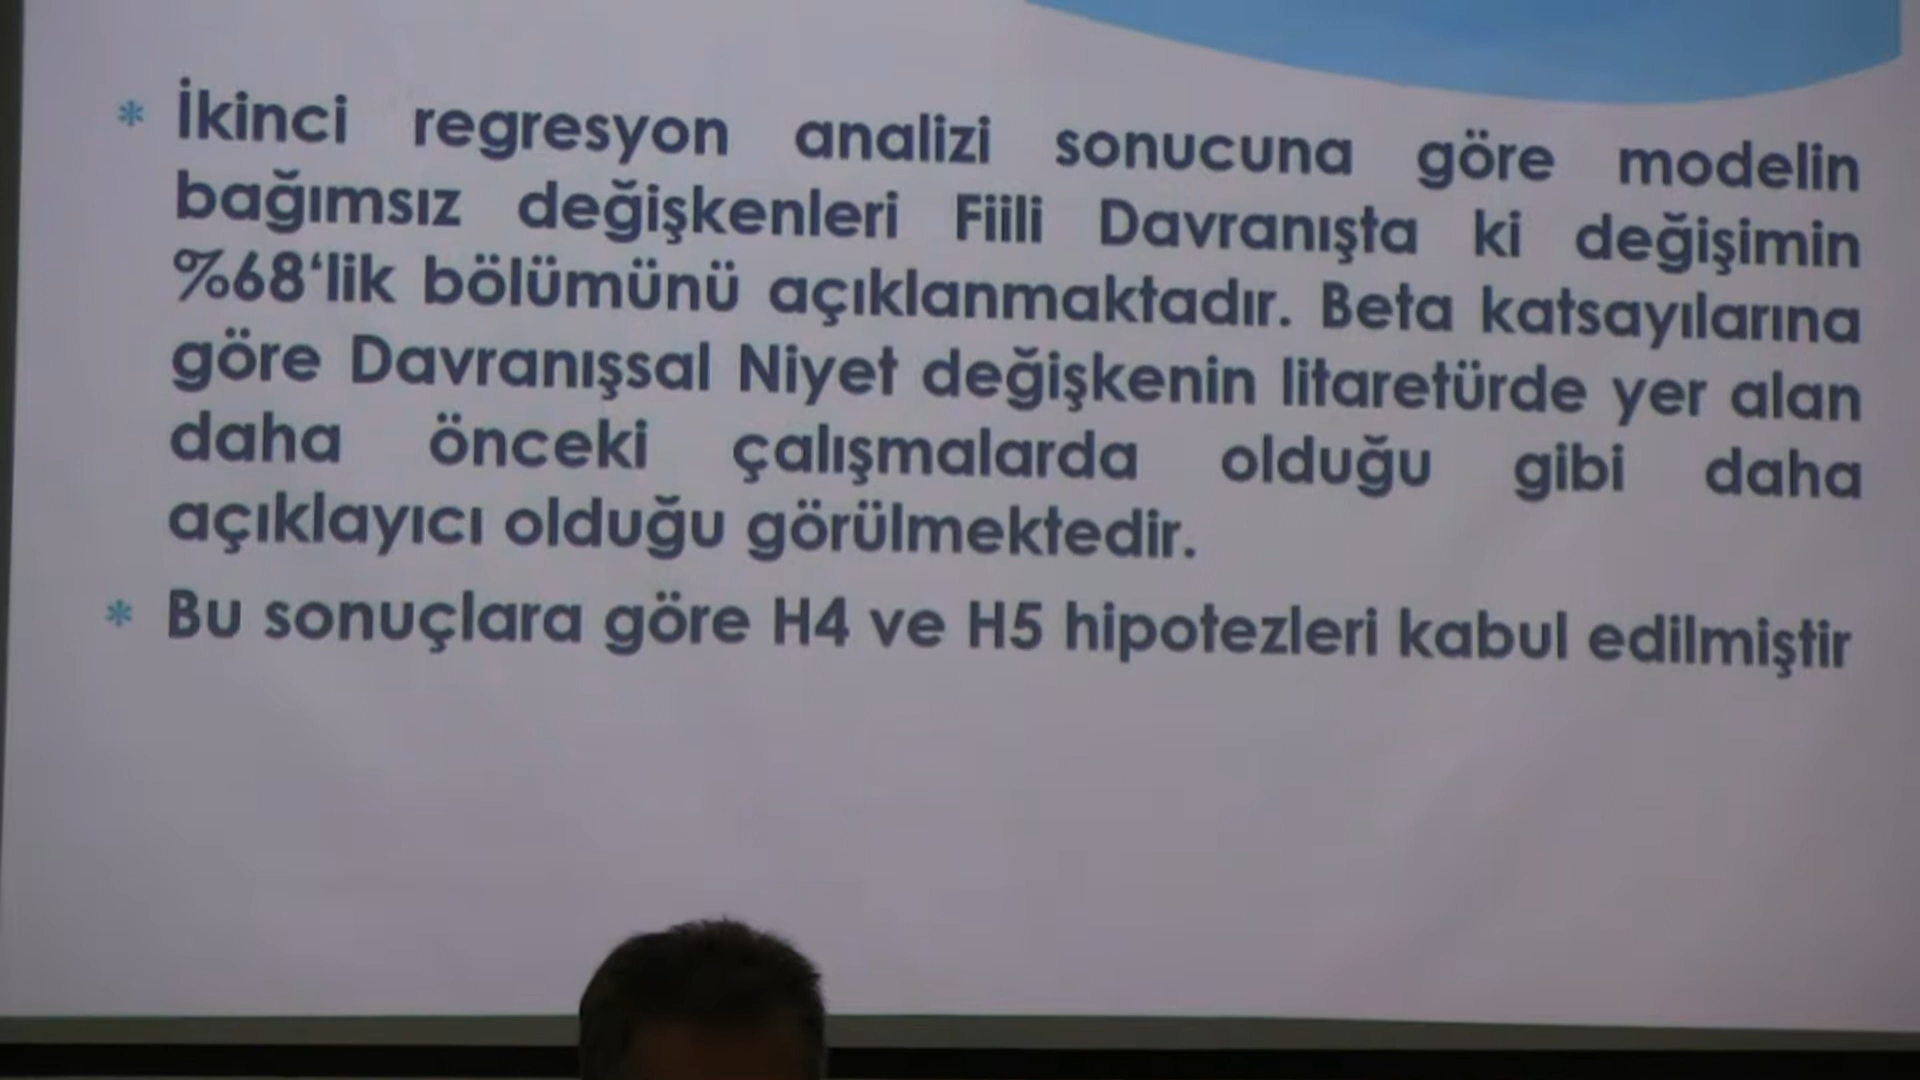 * İkinci regresyon analizi sonucuna göre modelin
bağımsız değişkenleri Fiili Davranışta ki değişimin
%68‘lik bölümünü açıklanmaktadır. Beta katsayılarına
göre Davranışsal Niyet değişkenin litaretürde yer alan
daha önceki çalışmalarda olduğu gibi daha
açıklayıcı olduğu görülmektedir.
* Bu sonuçlara göre H4 ve H5 hipotezleri kabul edilmiştir